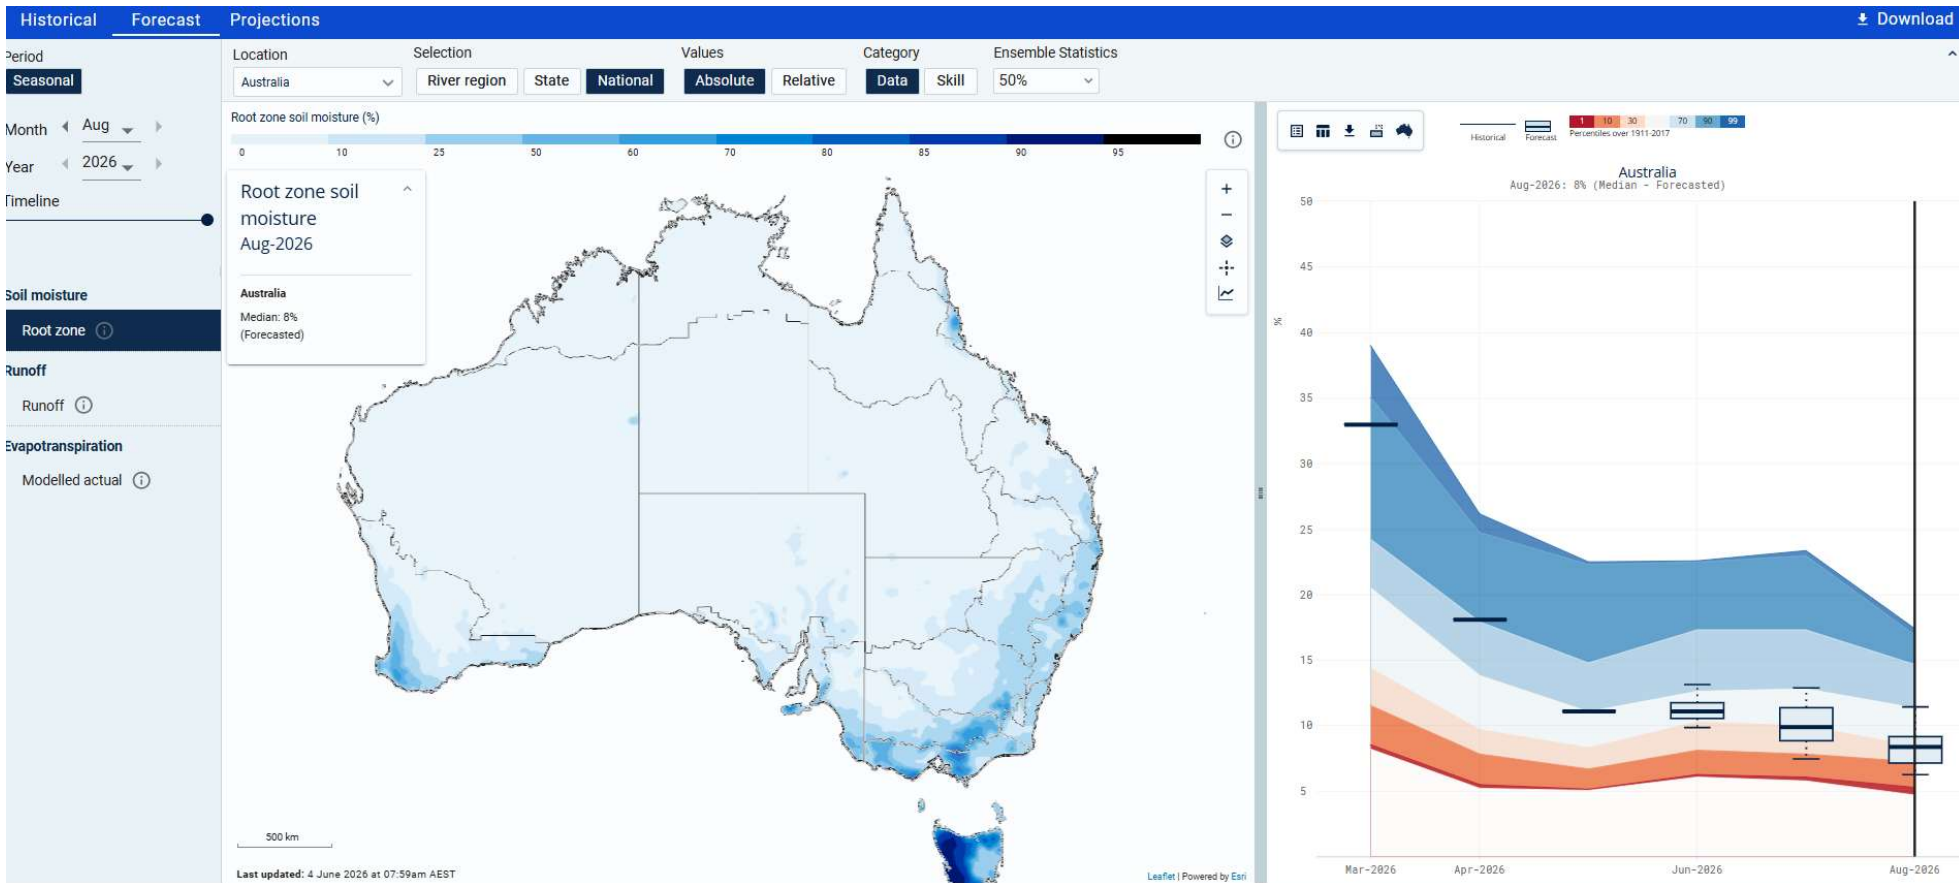 Historical Forecast Projections Download
Period
Seasonal
Month Aug
Year 2026
Timeline
Soil moisture
Root zone
Runoff
Runoff
Evapotranspiration
Modelled actual
Location Selection Values Category Ensemble Statistics
Australia River region State National Absolute Relative Data Skill 50%
Root zone soil moisture (%)
0 10 25 50 60 70 80 85 90 95
Root zone soil
moisture
Aug-2026
Australia
Median: 8%
(Forecasted)
500 km
Last updated: 4 June 2026 at 07:59am AEST
Leaflet | Powered by Esri
Historical Forecast
1 10 30 70 90 99
Percentiles over 1911-2017
Australia
Aug-2026: 8% (Median - Forecasted)
50
45
40
%
35
30
25
20
15
10
5
Mar-2026 Apr-2026 Jun-2026 Aug-2026